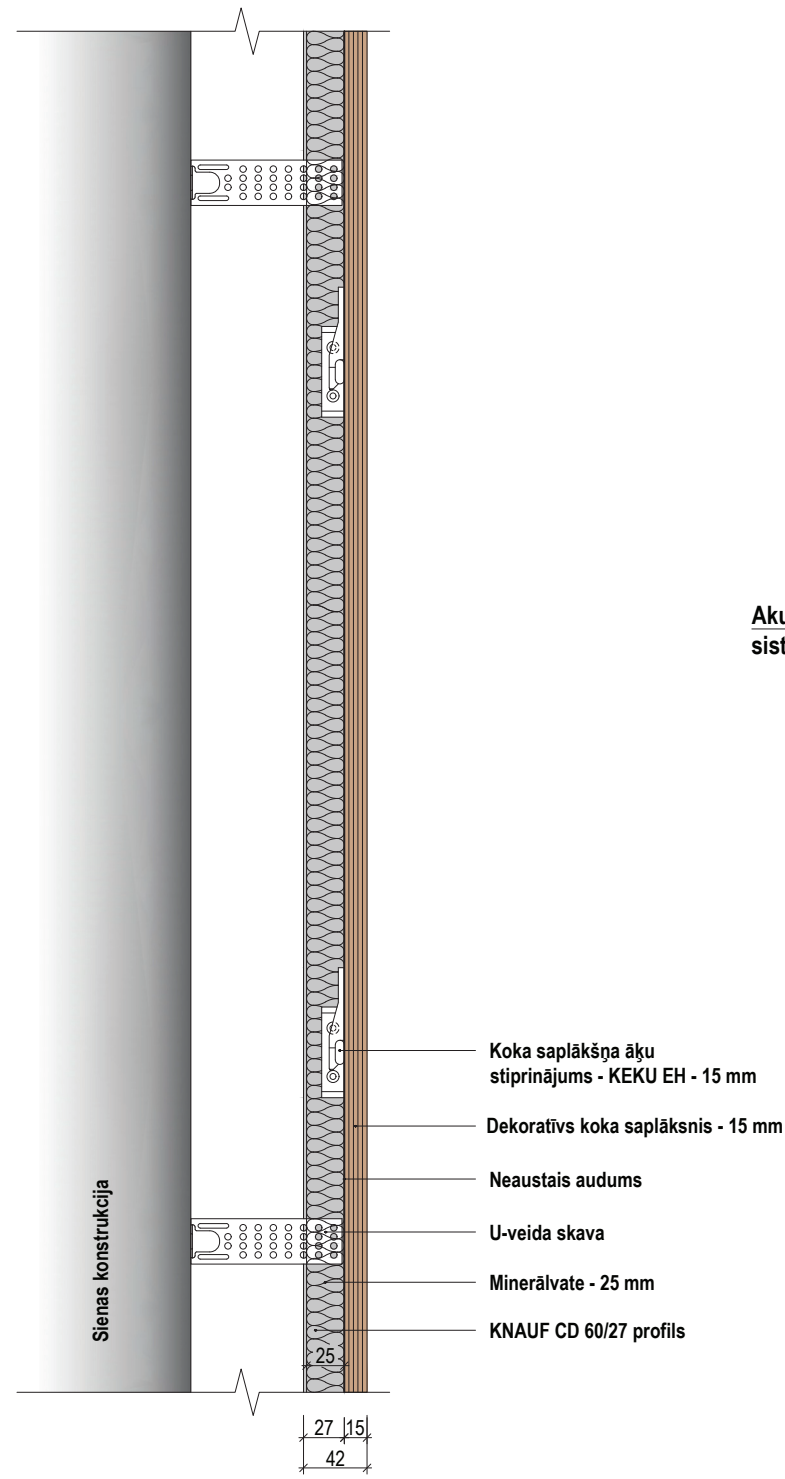 Aku
sist
Koka saplākšņa āķu
stiprinājums - KEKU EH - 15 mm
Dekoratīvs koka saplāksnis - 15 mm
Neaustais audums
U-veida skava
Minerālvate - 25 mm
KNAUF CD 60/27 profils
Sienas konstrukcija
25
27 15
42